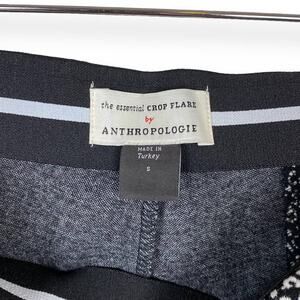 the essential CROP FLARE
by
ANTHROPOLOGIE
MADE IN
Turkey
S